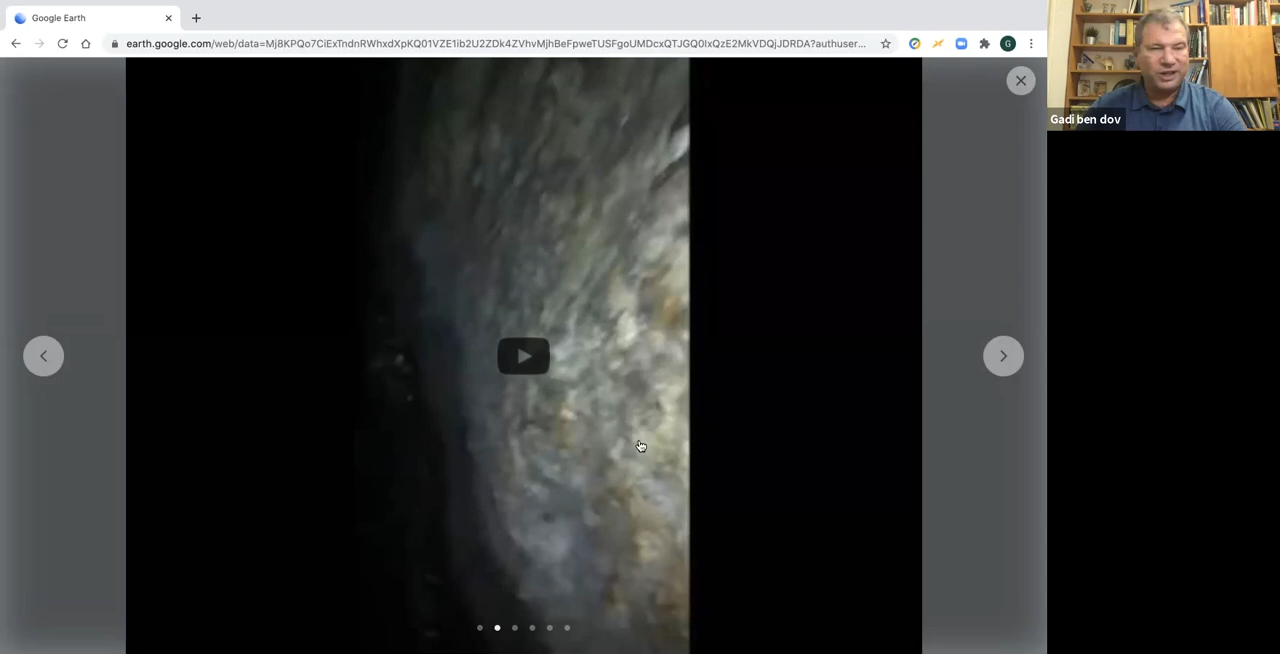 Google Earth
earth.google.com/web/data=Mj8KPQo7CiExTndnRWhxdXpKQ01VZE1ib2U2ZDk4ZVhvMjhBeFpweTUSFgoUMDcxQTJGQ0IxQzE2MkVDQjJDRDA?authuser...
G
Gadi ben dov